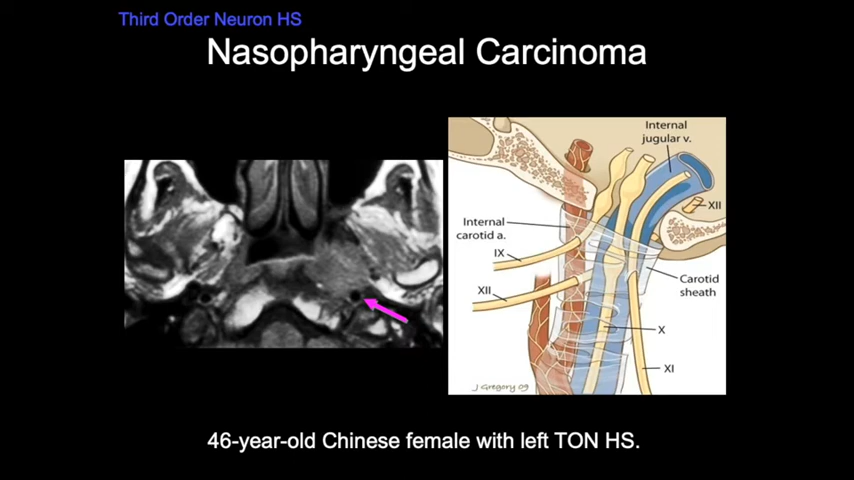 Third Order Neuron HS
Nasopharyngeal Carcinoma
Internal
jugular v.
XII
Internal
carotid a.
IX
XII
Carotid
sheath
X
XI
J Gregory 09
46-year-old Chinese female with left TON HS.